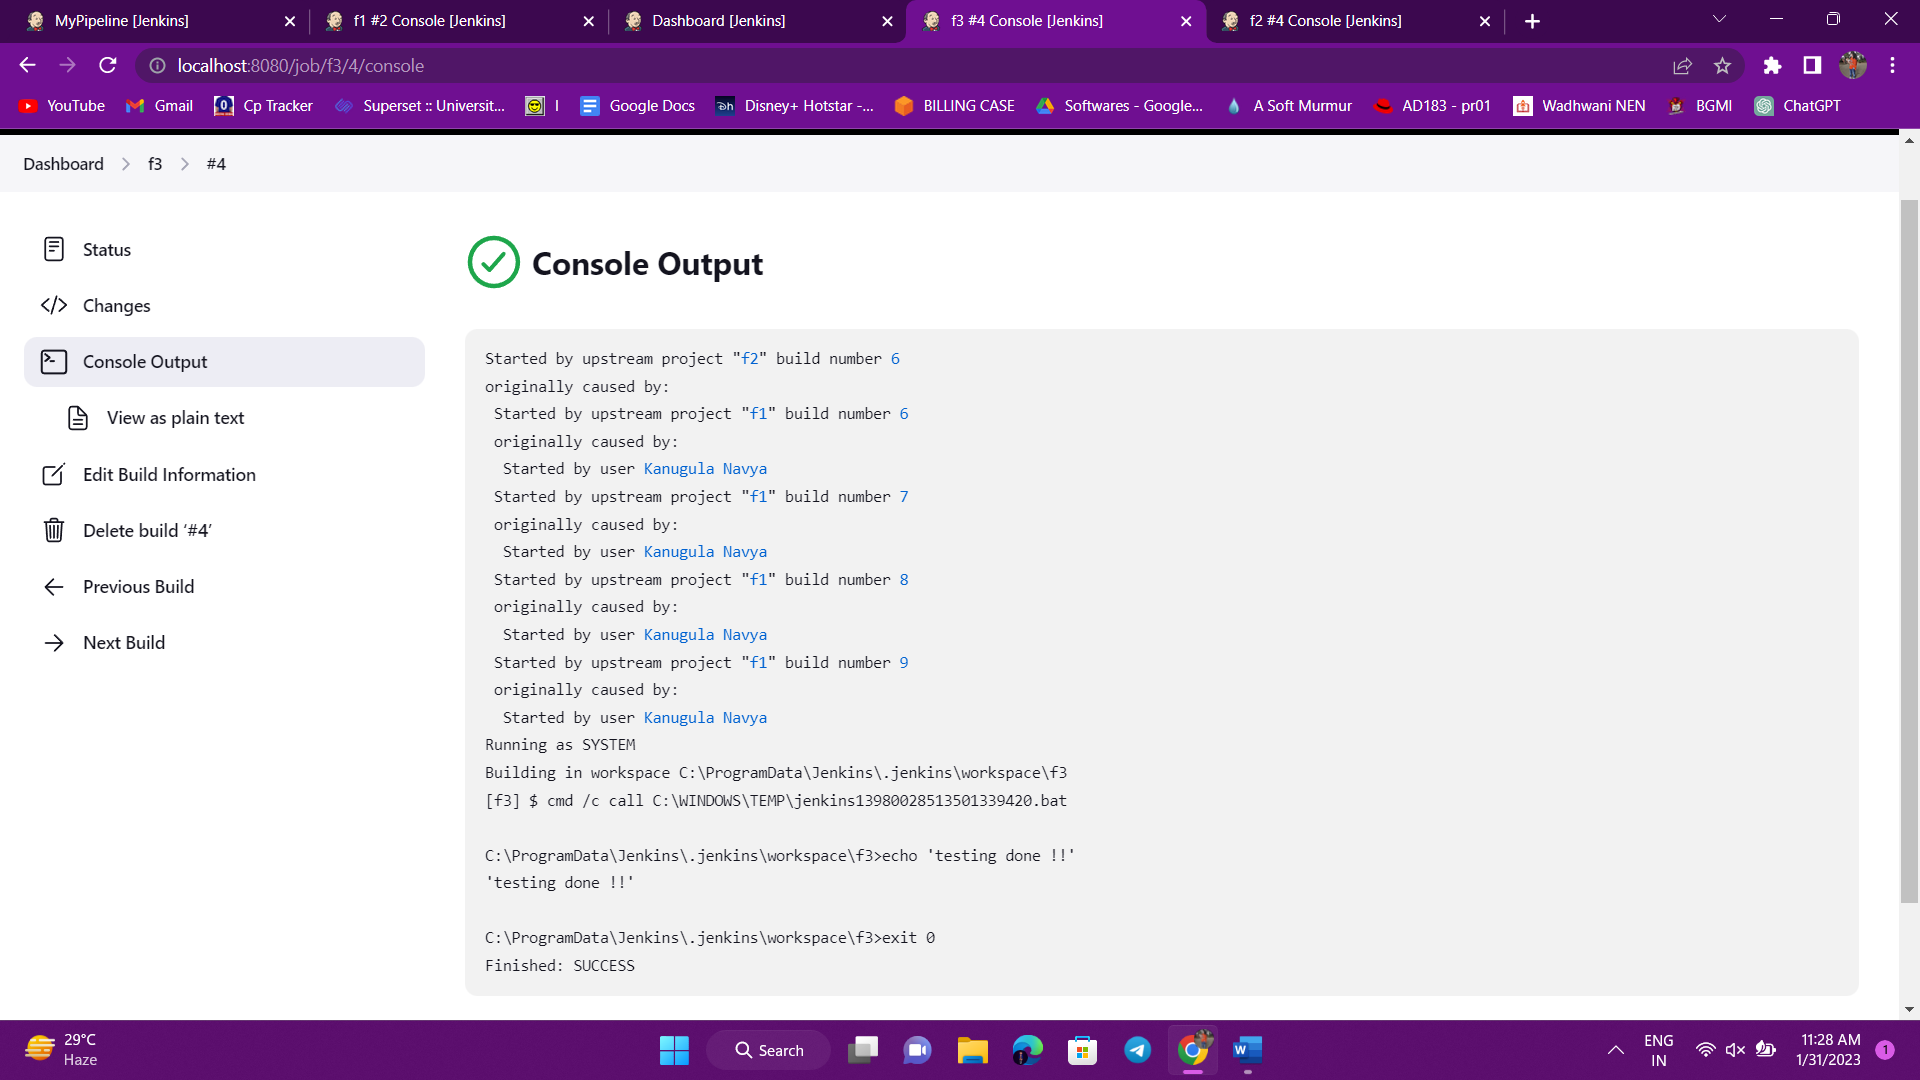 MyPipeline [Jenkins]
f1 #2 Console [Jenkins]
Dashboard [Jenkins]
f3 #4 Console [Jenkins]
f2 #4 Console [Jenkins]
localhost:8080/job/f3/4/console
YouTube
Gmail
Cp Tracker
Superset :: Universit...
I
Google Docs
Disney+ Hotstar -...
BILLING CASE
Softwares - Google...
A Soft Murmur
AD183 - pr01
Wadhwani NEN
BGMI
ChatGPT
Dashboard
f3
#4
Status
Changes
Console Output
View as plain text
Edit Build Information
Delete build ‘#4’
Previous Build
Next Build
Console Output
Started by upstream project "f2" build number 6
originally caused by:
Started by upstream project "f1" build number 6
originally caused by:
Started by user Kanugula Navya
Started by upstream project "f1" build number 7
originally caused by:
Started by user Kanugula Navya
Started by upstream project "f1" build number 8
originally caused by:
Started by user Kanugula Navya
Started by upstream project "f1" build number 9
originally caused by:
Started by user Kanugula Navya
Running as SYSTEM
Building in workspace C:\ProgramData\Jenkins\.jenkins\workspace\f3
[f3] $ cmd /c call C:\WINDOWS\TEMP\jenkins13980028513501339420.bat
C:\ProgramData\Jenkins\.jenkins\workspace\f3>echo 'testing done !!'
'testing done !!'
C:\ProgramData\Jenkins\.jenkins\workspace\f3>exit 0
Finished: SUCCESS
29°C
Haze
Search
ENG
IN
11:28 AM
1/31/2023
1